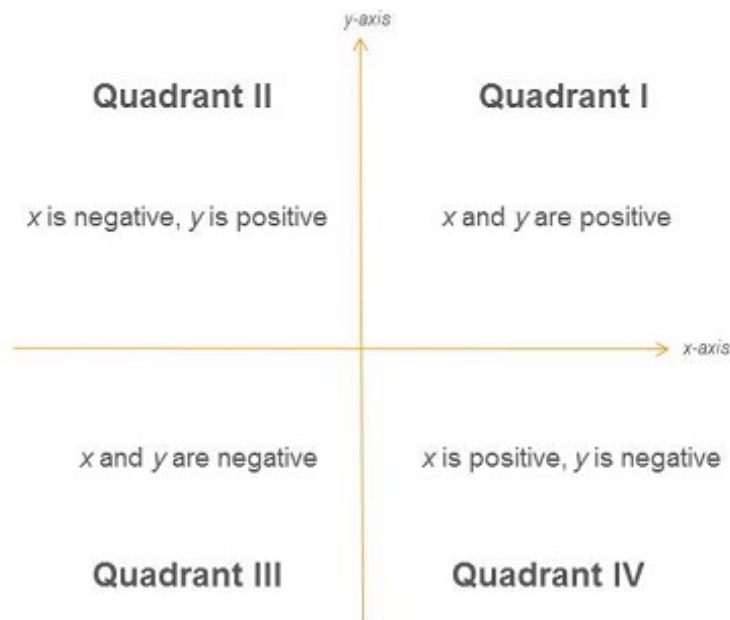 y-axis
Quadrant II
Quadrant I
x is negative, y is positive
x and y are positive
x-axis
x and y are negative
x is positive, y is negative
Quadrant III
Quadrant IV